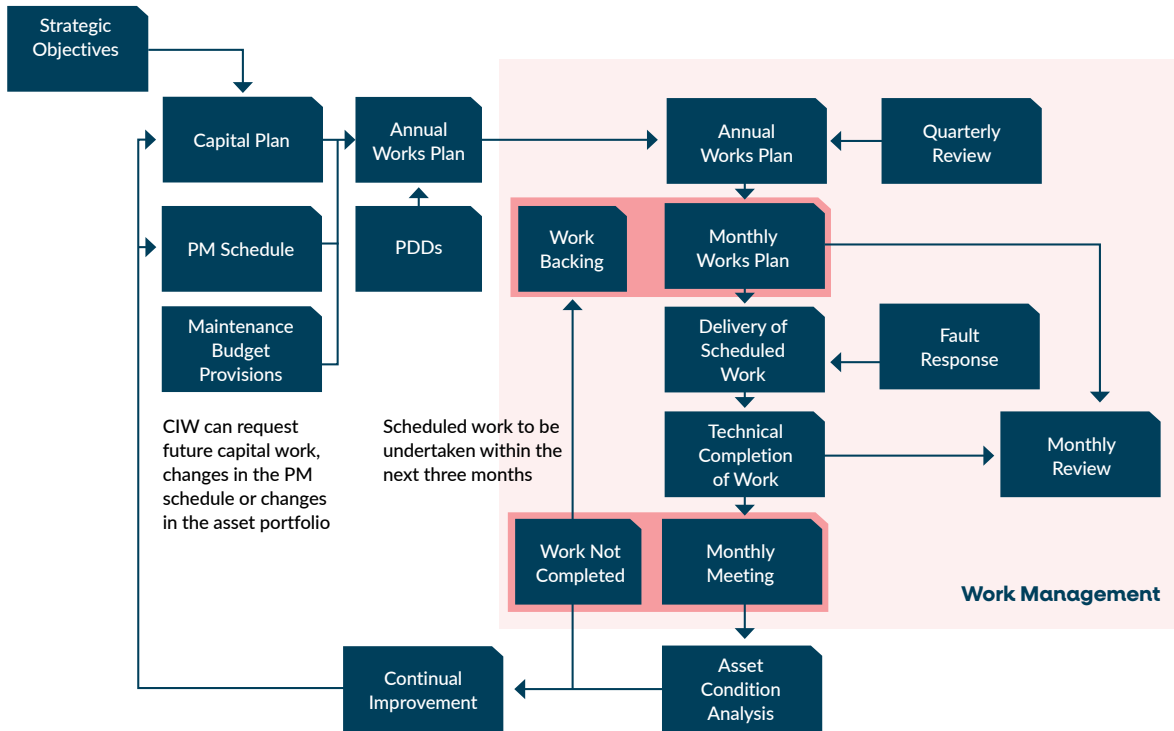 Strategic
Objectives
Capital Plan
Annual
Works Plan
Annual
Works Plan
Quarterly
Review
PM Schedule
PDDs
Work
Backing
Monthly
Works Plan
Maintenance
Budget
Provisions
Delivery of
Scheduled
Work
Fault
Response
CIW can request
future capital work,
changes in the PM
schedule or changes
in the asset portfolio
Scheduled work to be
undertaken within the
next three months
Technical
Completion
of Work
Monthly
Review
Work Not
Completed
Monthly
Meeting
Work Management
Continual
Improvement
Asset
Condition
Analysis